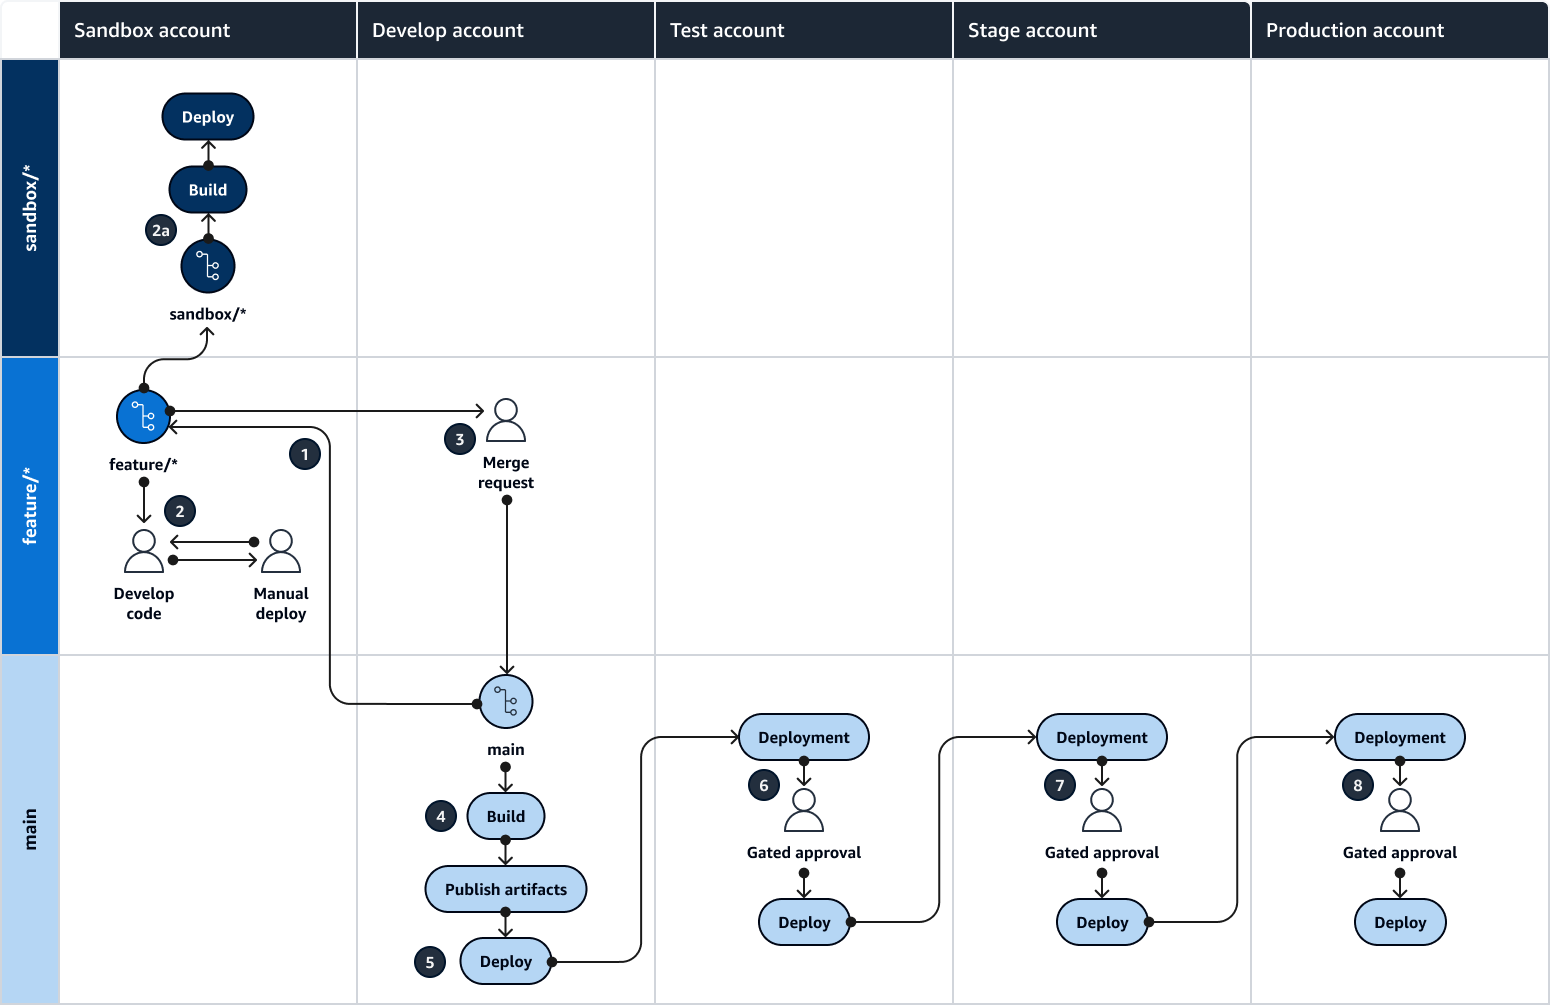 Sandbox account
Develop account
Test account
Stage account
Production account
sandbox/*
Deploy
Build
2a
sandbox/*
feature/*
feature/*
1
3
Merge
request
2
Develop
code
Manual
deploy
main
main
4
Build
Publish artifacts
5
Deploy
Deployment
6
Gated approval
Deploy
Deployment
7
Gated approval
Deploy
Deployment
8
Gated approval
Deploy